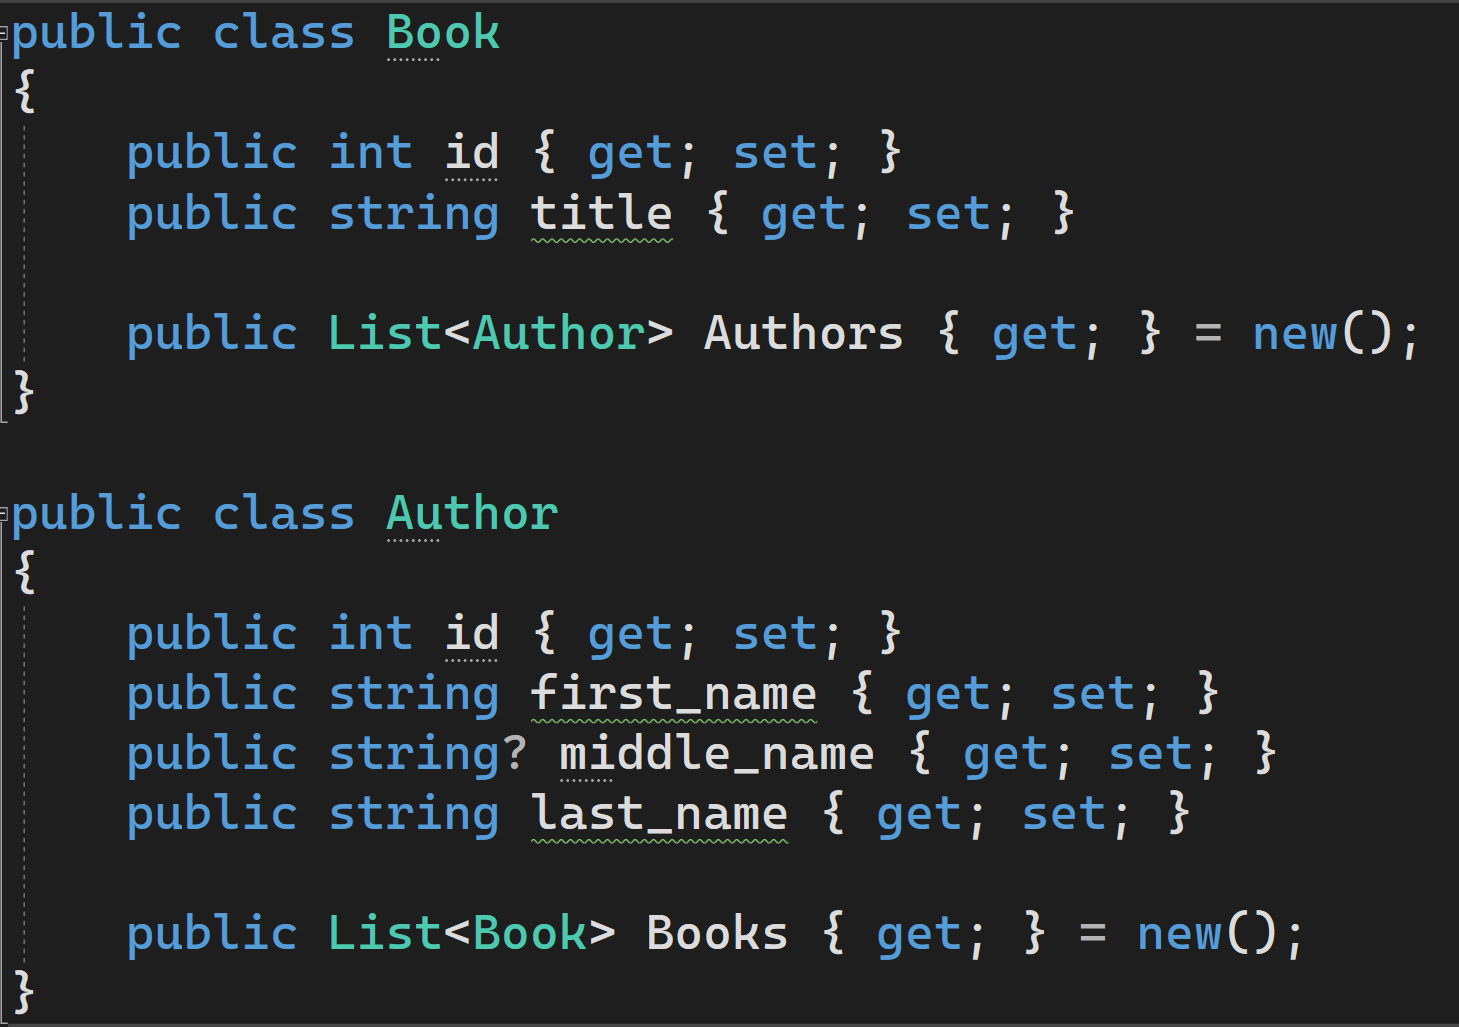 public class Book
{
public int id { get; set; }
public string title { get; set; }
public List<Author> Authors { get; } = new();
}
public class Author
{
public int id { get; set; }
public string first_name { get; set; }
public string? middle_name { get; set; }
public string last_name { get; set; }
public List<Book> Books { get; } = new();
}